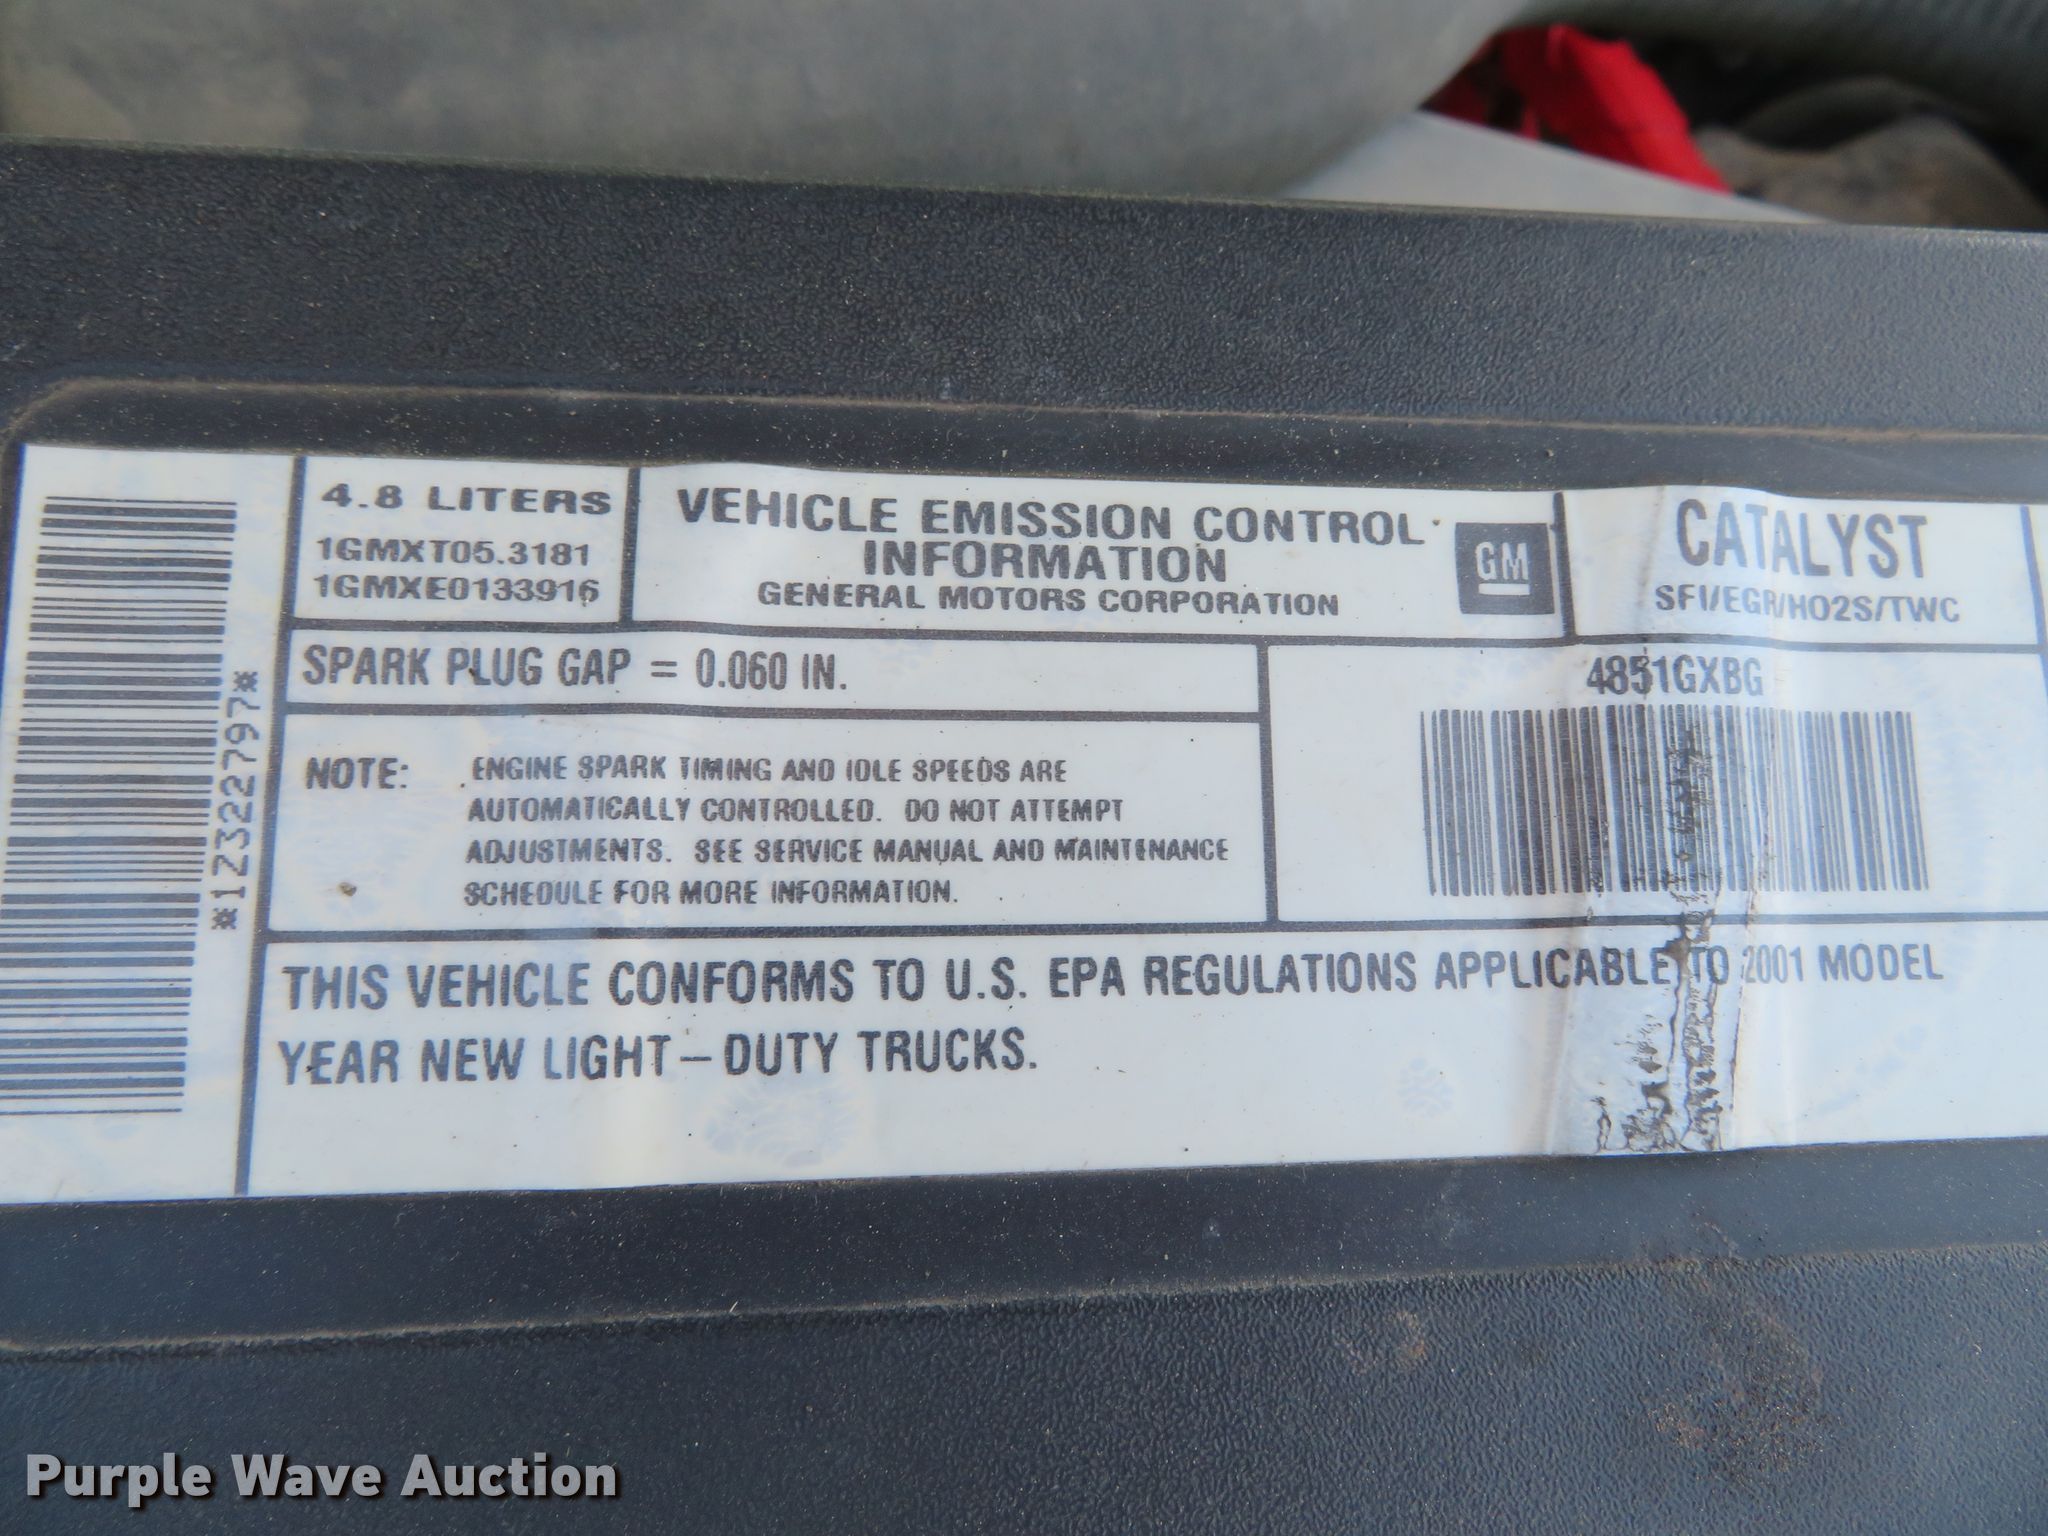 4.8 LITERS
1GMXT05.3181
1GMXE0133916
VEHICLE EMISSION CONTROL
INFORMATION
GENERAL MOTORS CORPORATION
GM
CATALYST
SFI/EGR/HO2S/TWC
*12322797*
SPARK PLUG GAP = 0.060 IN.
4851GXBG
NOTE: ENGINE SPARK TIMING AND IDLE SPEEDS ARE
AUTOMATICALLY CONTROLLED. DO NOT ATTEMPT
ADJUSTMENTS. SEE SERVICE MANUAL AND MAINTENANCE
SCHEDULE FOR MORE INFORMATION.
THIS VEHICLE CONFORMS TO U.S. EPA REGULATIONS APPLICABLE TO 2001 MODEL
YEAR NEW LIGHT-DUTY TRUCKS.
Purple Wave Auction